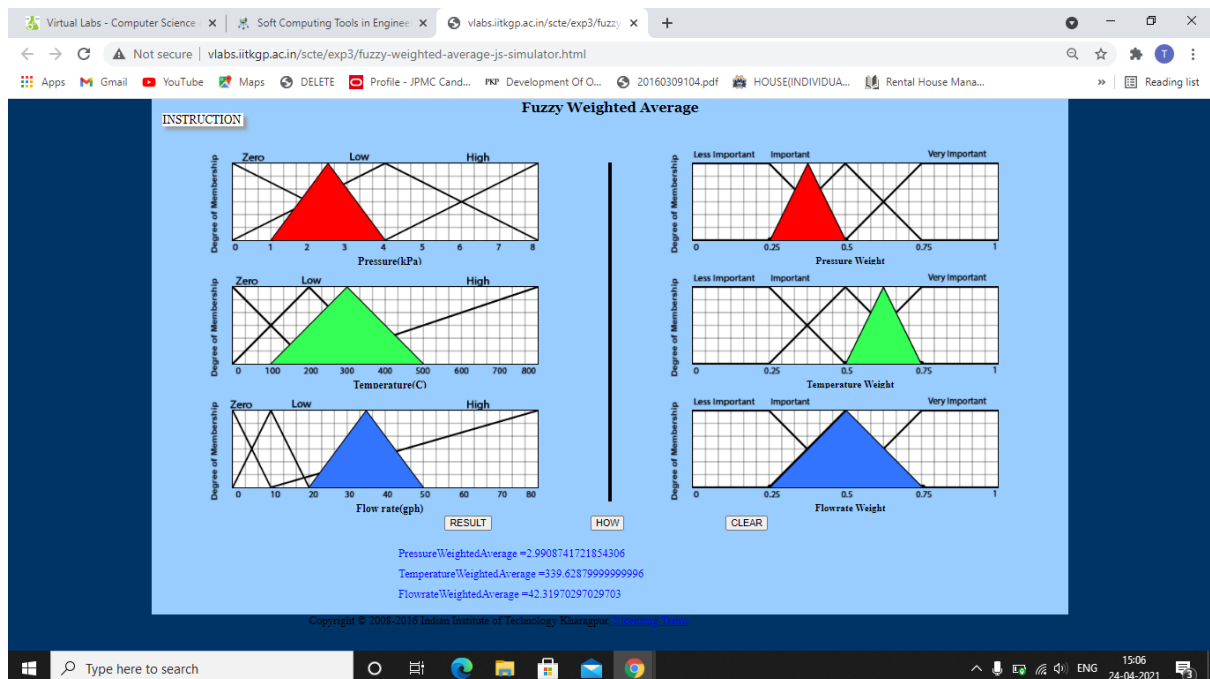 Virtual Labs - Computer Science
Soft Computing Tools in Enginee
vlabs.iitkgp.ac.in/scte/exp3/fuzzy
Not secure | vlabs.iitkgp.ac.in/scte/exp3/fuzzy-weighted-average-js-simulator.html
T
Apps Gmail YouTube Maps DELETE Profile - JPMC Cand... PKP Development Of O... 20160309104.pdf HOUSE(INDIVIDUA... Rental House Mana... » Reading list
Fuzzy Weighted Average
INSTRUCTION
Zero Low High
Degree of Membership
0 1 2 3 4 5 6 7 8
Pressure(kPa)
Less Important Important Very Important
Degree of Membership
0 0.25 0.5 0.75 1
Pressure Weight
Zero Low High
Degree of Membership
0 100 200 300 400 500 600 700 800
Temperature(C)
Less Important Important Very Important
Degree of Membership
0 0.25 0.5 0.75 1
Temperature Weight
Zero Low High
Degree of Membership
0 10 20 30 40 50 60 70 80
Flow rate(gph)
Less Important Important Very Important
Degree of Membership
0 0.25 0.5 0.75 1
Flowrate Weight
RESULT HOW CLEAR
PressureWeightedAverage =2.9908741721854306
TemperatureWeightedAverage =339.62879999999996
FlowrateWeightedAverage =42.31970297029703
Copyright © 2008-2016 Indian Institute of Technology Kharagpur, Licensing Terms
Type here to search
ENG
15:06
24-04-2021
3